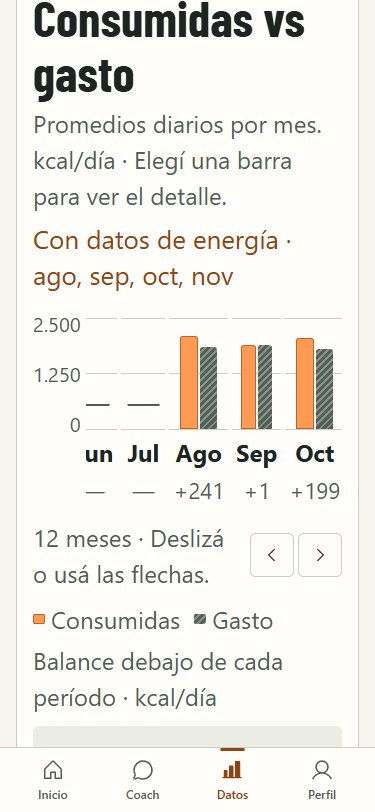 Consumidas vs
gasto
Promedios diarios por mes.
kcal/día · Elegí una barra
para ver el detalle.
Con datos de energía ·
ago, sep, oct, nov
2.500
1.250
0
un Jul Ago Sep Oct
— — +241 +1 +199
12 meses · Deslizá
o usá las flechas.
Consumidas Gasto
Balance debajo de cada
período · kcal/día
Inicio Coach Datos Perfil